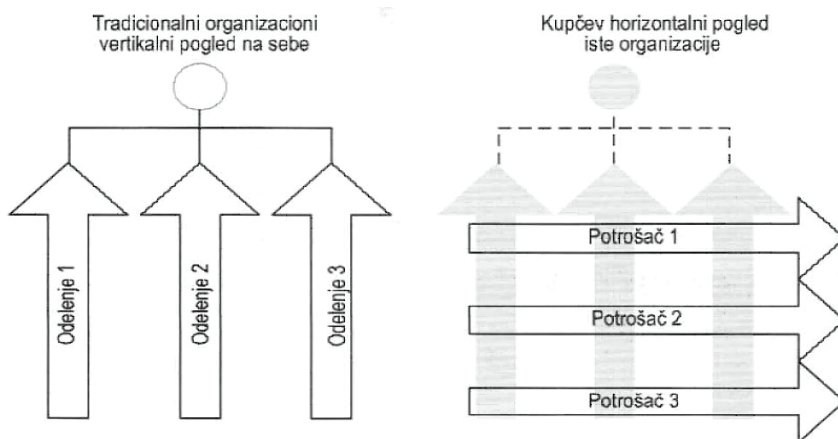 Tradicionalni organizacioni
vertikalni pogled na sebe
Odelenje 1
Odelenje 2
Odelenje 3
Kupčev horizontalni pogled
iste organizacije
Potrošač 1
Potrošač 2
Potrošač 3